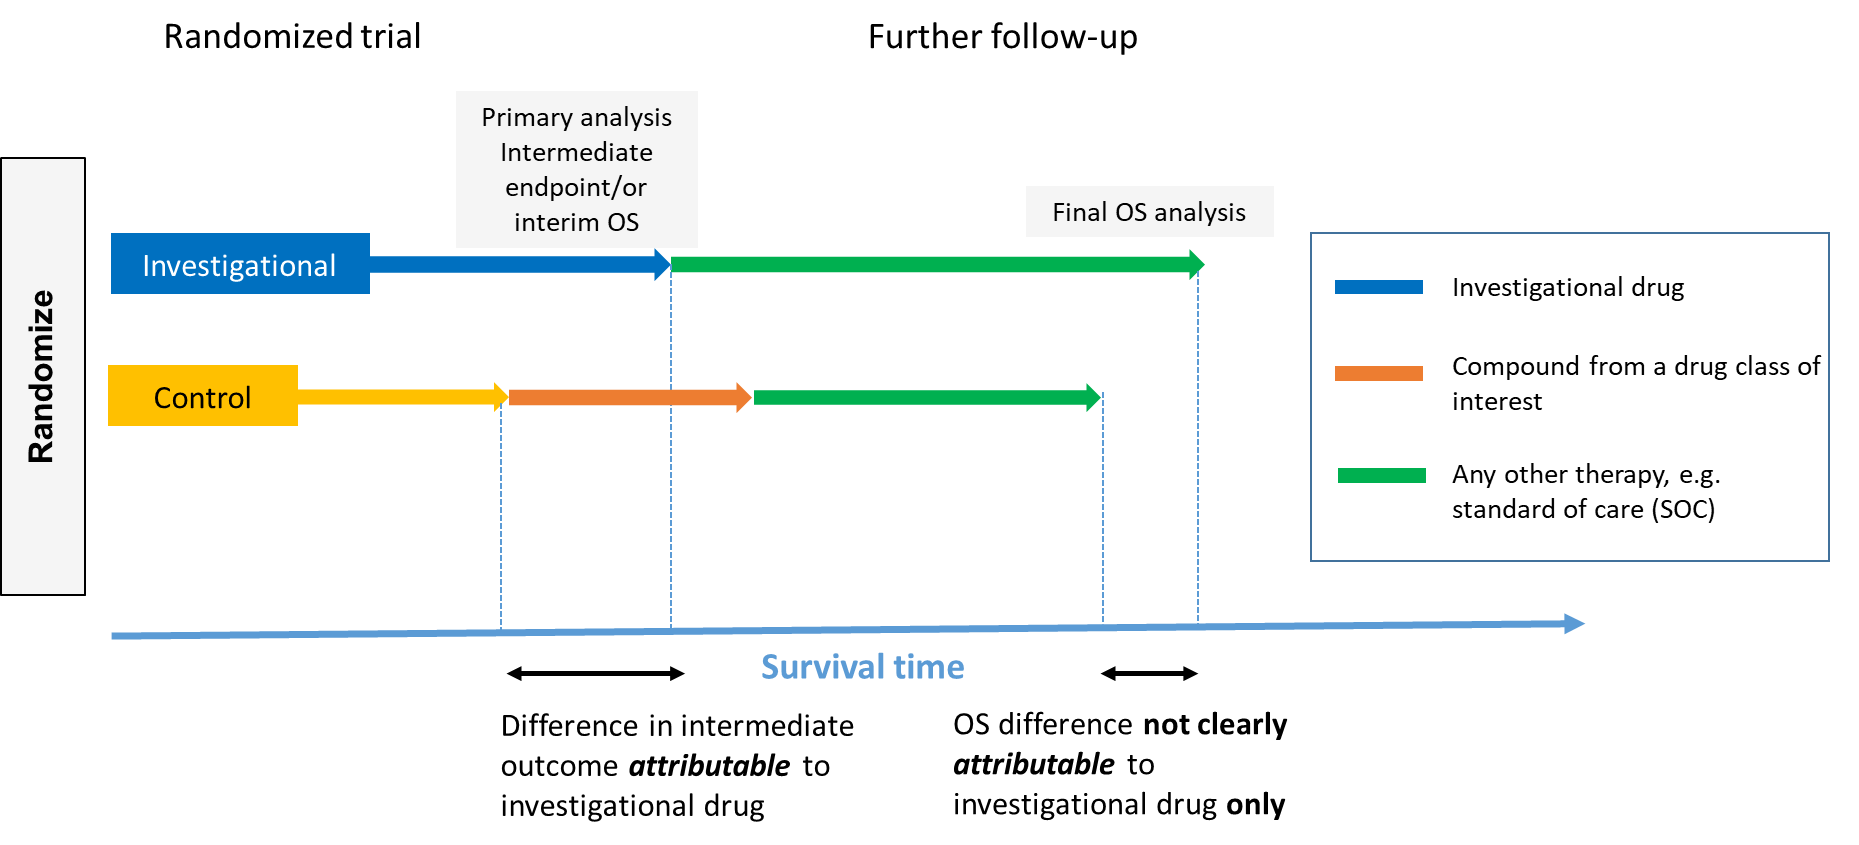 Randomized trial
Further follow-up
Primary analysis
Intermediate
endpoint/or
interim OS
Final OS analysis
Randomize
Investigational
Control
Investigational drug
Compound from a drug class of
interest
Any other therapy, e.g.
standard of care (SOC)
Survival time
Difference in intermediate
outcome attributable to
investigational drug
OS difference not clearly
attributable to
investigational drug only